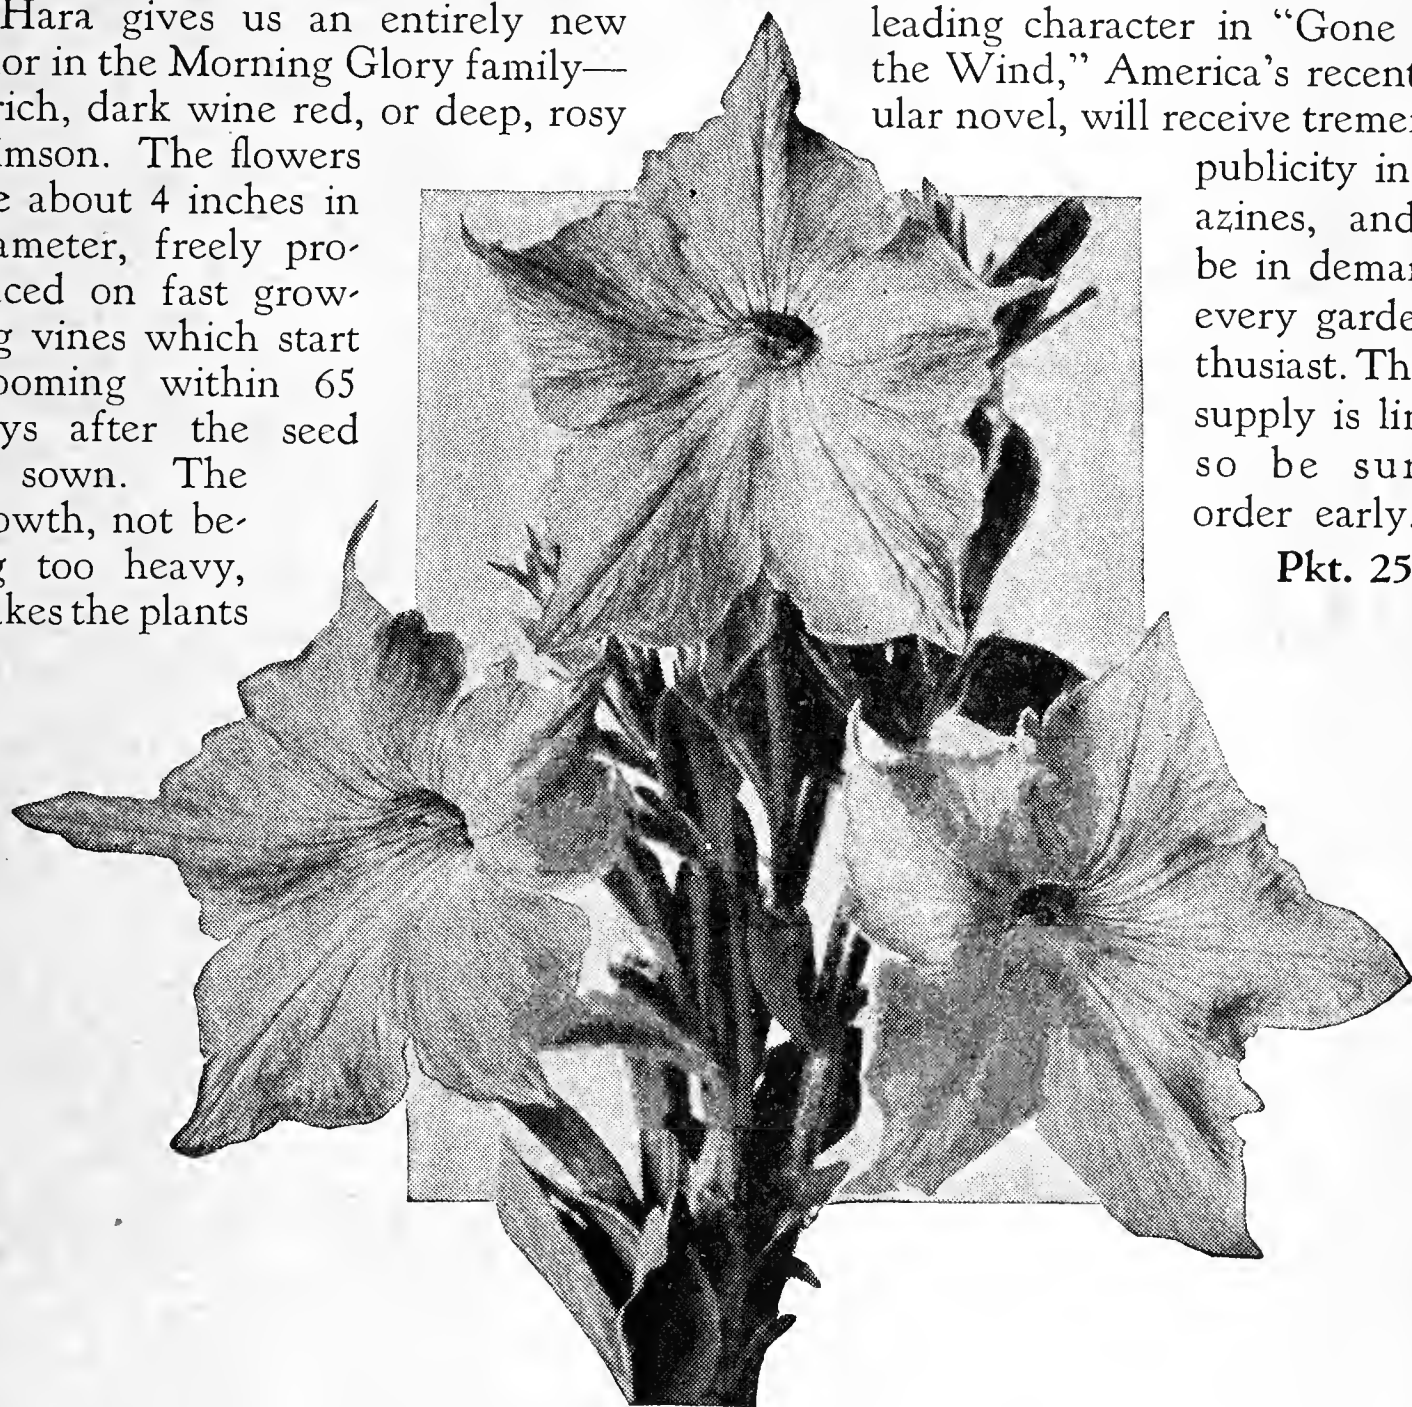 Hara gives us an entirely new
or in the Morning Glory family—
rich, dark wine red, or deep, rosy
mson. The flowers
e about 4 inches in
ameter, freely pro-
ced on fast grow-
g vines which start
ooming within 65
ys after the seed
sown. The
owth, not be-
g too heavy,
kes the plants
leading character in “Gone
the Wind,” America’s recent
ular novel, will receive treme
publicity in
azines, and
be in dema
every garde
thusiast. Th
supply is li
so be sur
order early.
Pkt. 25